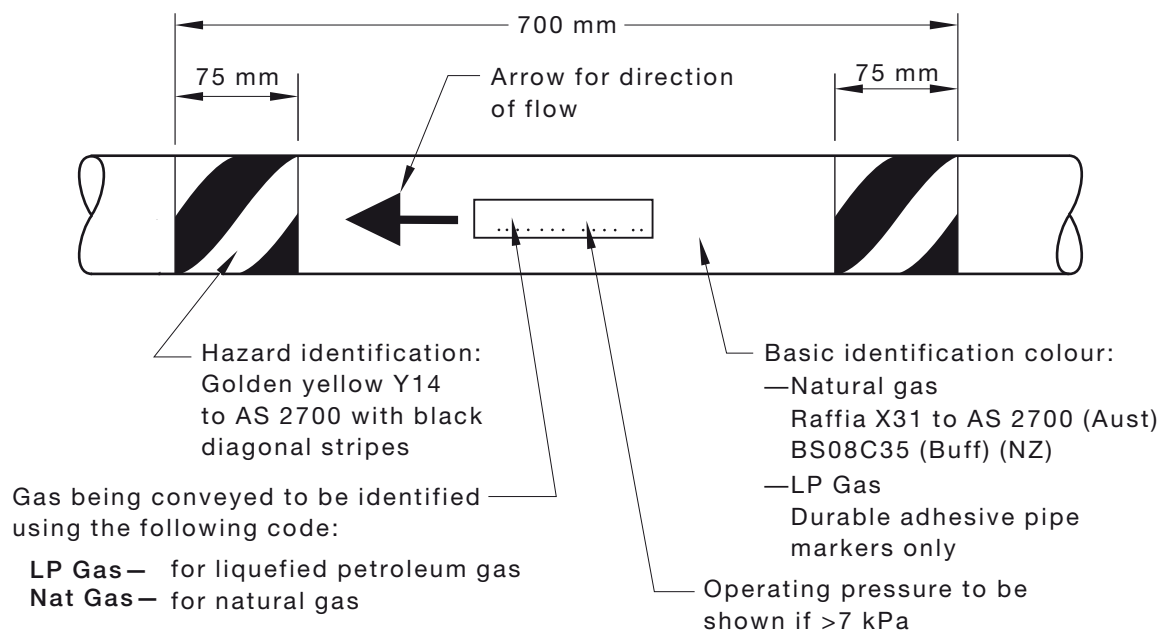 700 mm
75 mm
75 mm
Arrow for direction
of flow
Hazard identification:
Golden yellow Y14
to AS 2700 with black
diagonal stripes
Basic identification colour:
—Natural gas
Raffia X31 to AS 2700 (Aust)
BS08C35 (Buff) (NZ)
—LP Gas
Durable adhesive pipe
markers only
Gas being conveyed to be identified
using the following code:
LP Gas— for liquefied petroleum gas
Nat Gas— for natural gas
Operating pressure to be
shown if >7 kPa